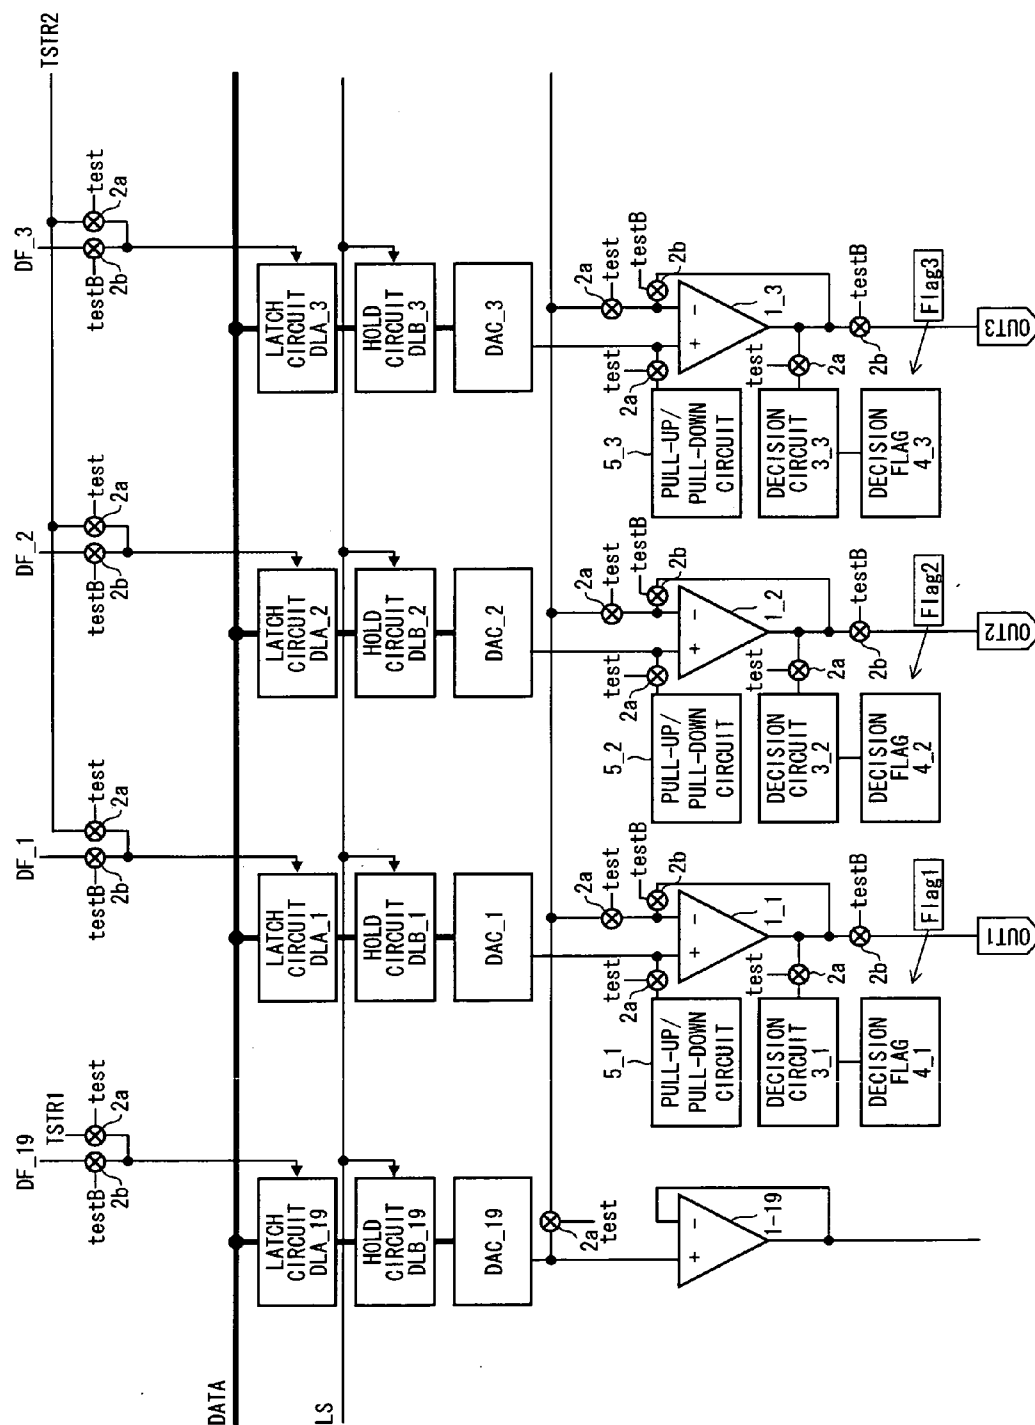 DF_19
TSTR1
testB
test
2b
2a
DF_1
testB
test
2b
2a
DF_2
testB
test
2b
2a
DF_3
testB
test
2b
2a
TSTR2
DATA
LATCH
CIRCUIT
DLA_19
LATCH
CIRCUIT
DLA_1
LATCH
CIRCUIT
DLA_2
LATCH
CIRCUIT
DLA_3
LS
HOLD
CIRCUIT
DLB_19
HOLD
CIRCUIT
DLB_1
HOLD
CIRCUIT
DLB_2
HOLD
CIRCUIT
DLB_3
DAC_19
DAC_1
DAC_2
DAC_3
2a
test
+
-
1-19
5_1
PULL-UP/
PULL-DOWN
CIRCUIT
test
2a
2a
test
testB
2b
+
-
1_1
DECISION
CIRCUIT
3_1
test
2a
DECISION
FLAG
4_1
2b
testB
Flag1
OUT1
5_2
PULL-UP/
PULL-DOWN
CIRCUIT
test
2a
2a
test
testB
2b
+
-
1_2
DECISION
CIRCUIT
3_2
test
2a
DECISION
FLAG
4_2
2b
testB
Flag2
OUT2
5_3
PULL-UP/
PULL-DOWN
CIRCUIT
test
2a
2a
test
testB
2b
+
-
1_3
DECISION
CIRCUIT
3_3
test
2a
DECISION
FLAG
4_3
2b
testB
Flag3
OUT3